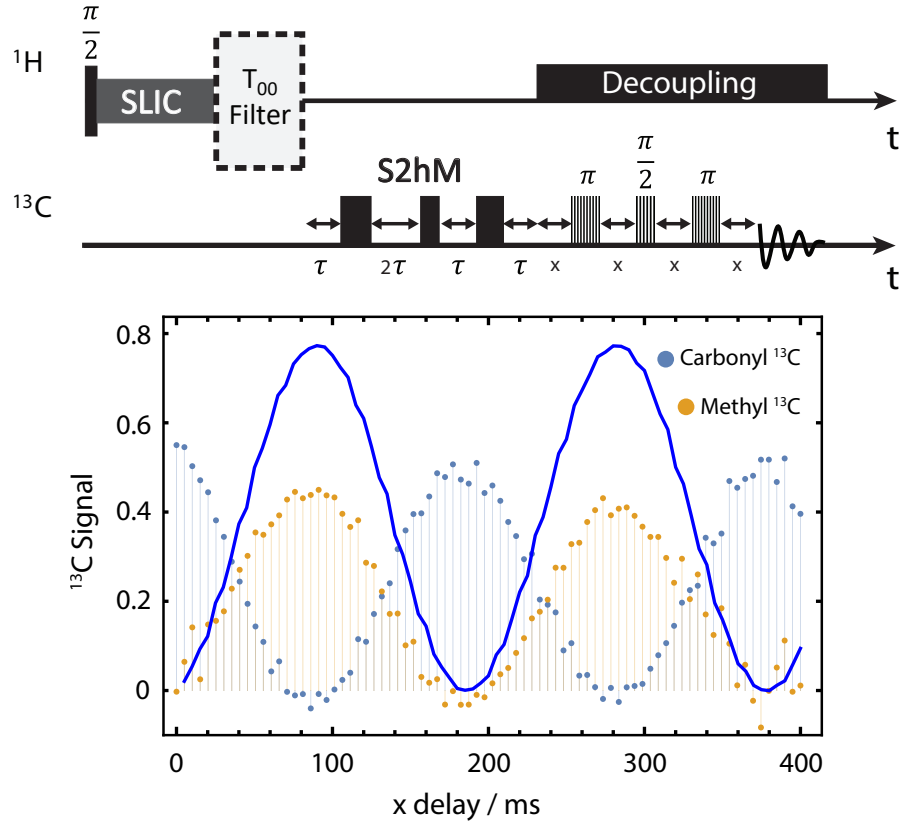 π/2
¹H
SLIC
T₀₀
Filter
Decoupling
t
S2hM
π
π/2
π
¹³C
τ
2τ
τ
τ
x
x
x
x
t
0.8
0.6
0.4
0.2
0
¹³C Signal
Carbonyl ¹³C
Methyl ¹³C
0 100 200 300 400
x delay / ms